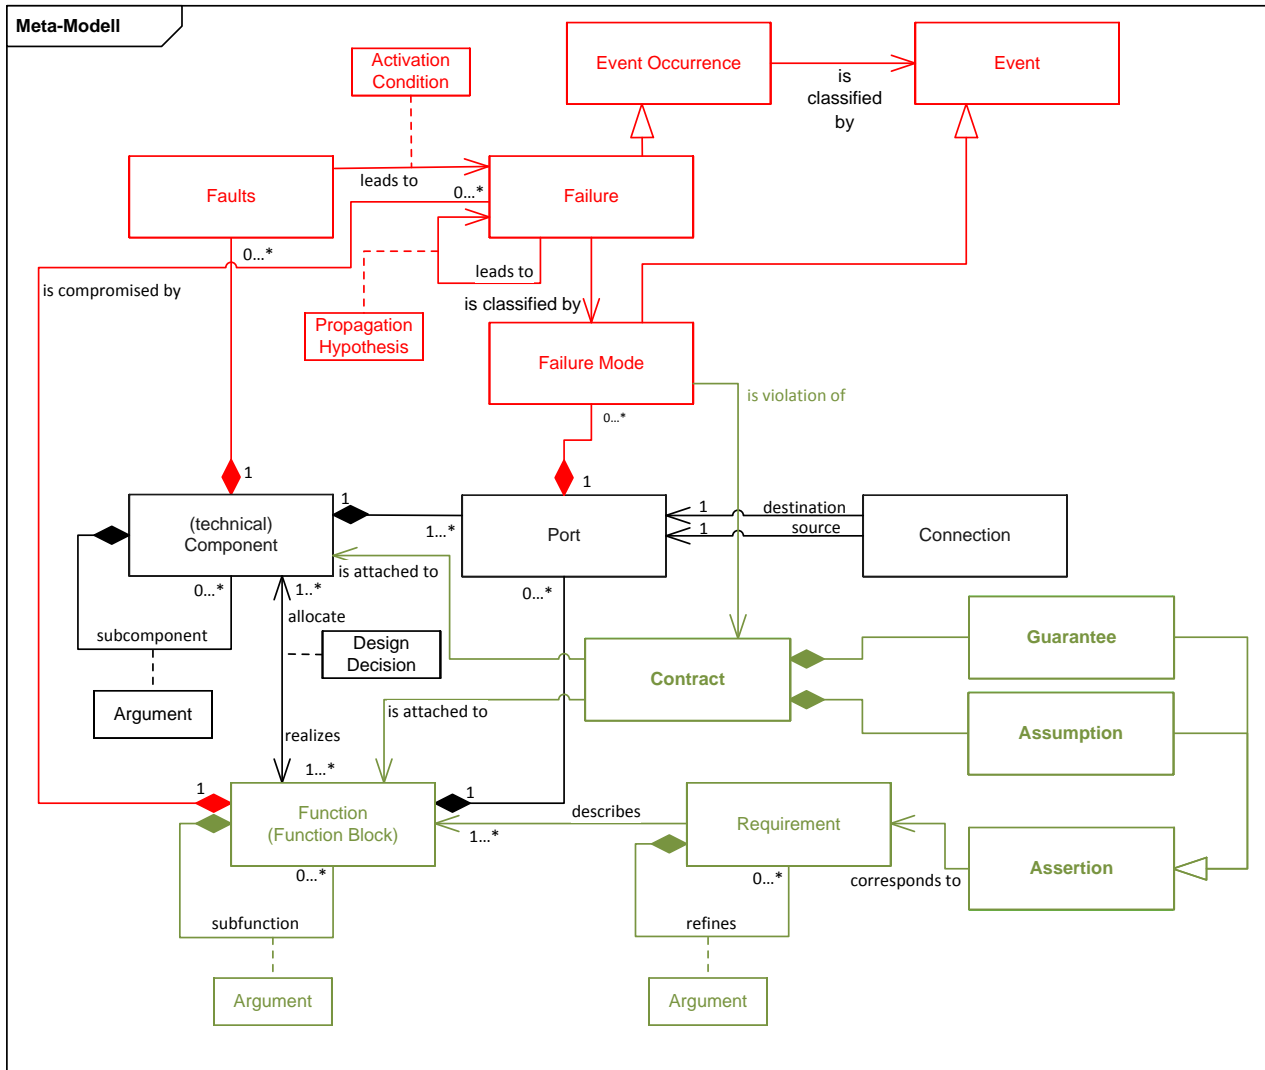 Meta-Modell
Activation
Condition
Event Occurrence
is
classified
by
Event
Faults
leads to
0...*
Failure
0...*
leads to
is compromised by
is classified by
Propagation
Hypothesis
Failure Mode
is violation of
0...*
1
1
(technical)
Component
1
1...*
Port
1
destination
1
source
Connection
is attached to
0...*
1..*
0...*
allocate
subcomponent
Design
Decision
Argument
Contract
Guarantee
is attached to
realizes
Assumption
1...*
1
Function
(Function Block)
1
describes
1...*
Requirement
0...*
0...*
corresponds to
Assertion
subfunction
refines
Argument
Argument